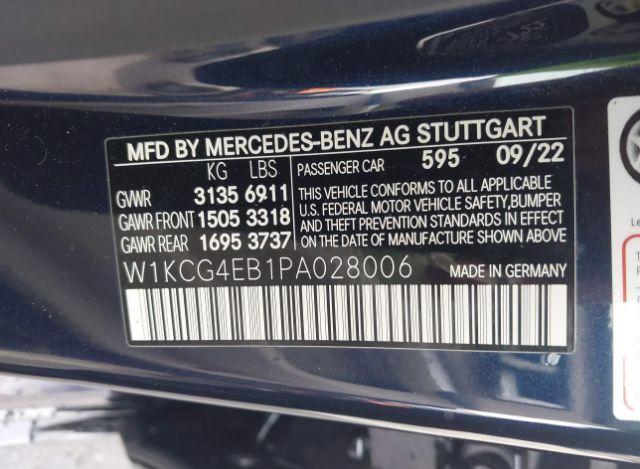 MFD BY MERCEDES-BENZ AG STUTTGART
KG LBS
PASSENGER CAR 595 09/22
GVWR 3135 6911
GAWR FRONT 1505 3318
GAWR REAR 1695 3737
THIS VEHICLE CONFORMS TO ALL APPLICABLE
U.S. FEDERAL MOTOR VEHICLE SAFETY,BUMPER
AND THEFT PREVENTION STANDARDS IN EFFECT
ON THE DATE OF MANUFACTURE SHOWN ABOVE.
W1KCG4EB1PA028006 MADE IN GERMANY